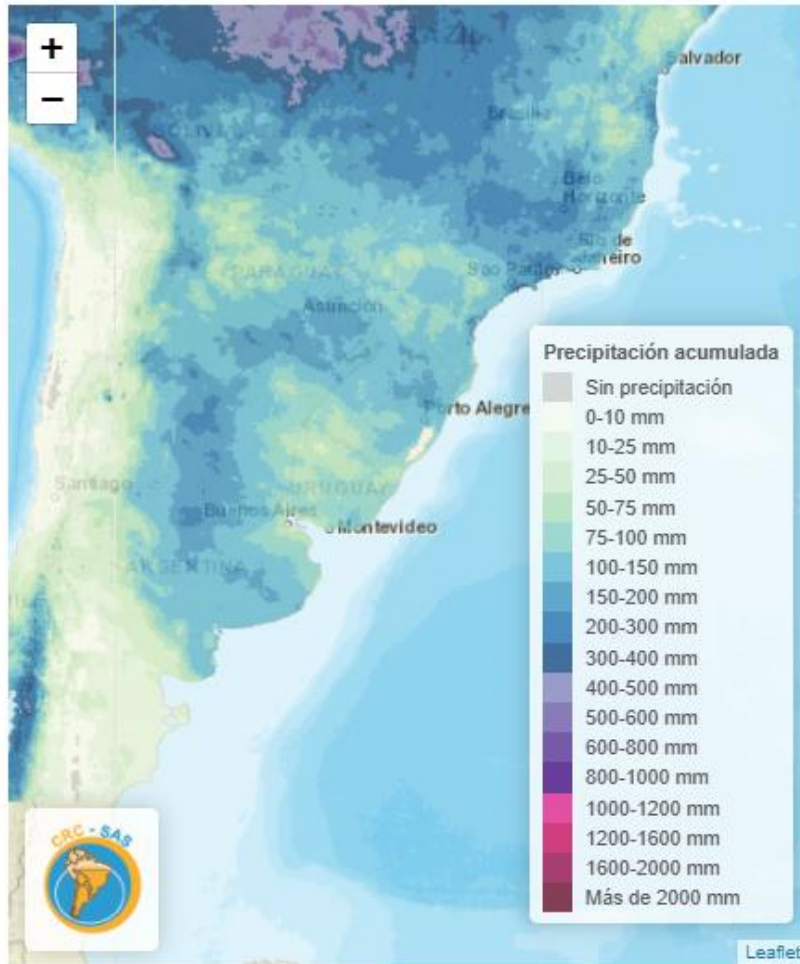 +
−
Salvador
Brasília
BOLIVIA
Belo
Horizonte
Rio de
Janeiro
São Paulo
PARAGUAY
Asunción
Porto Alegre
Santiago
URUGUAY
Buenos Aires
Montevideo
ARGENTINA
Precipitación acumulada
Sin precipitación
0-10 mm
10-25 mm
25-50 mm
50-75 mm
75-100 mm
100-150 mm
150-200 mm
200-300 mm
300-400 mm
400-500 mm
500-600 mm
600-800 mm
800-1000 mm
1000-1200 mm
1200-1600 mm
1600-2000 mm
Más de 2000 mm
CRC - SAS
Leaflet